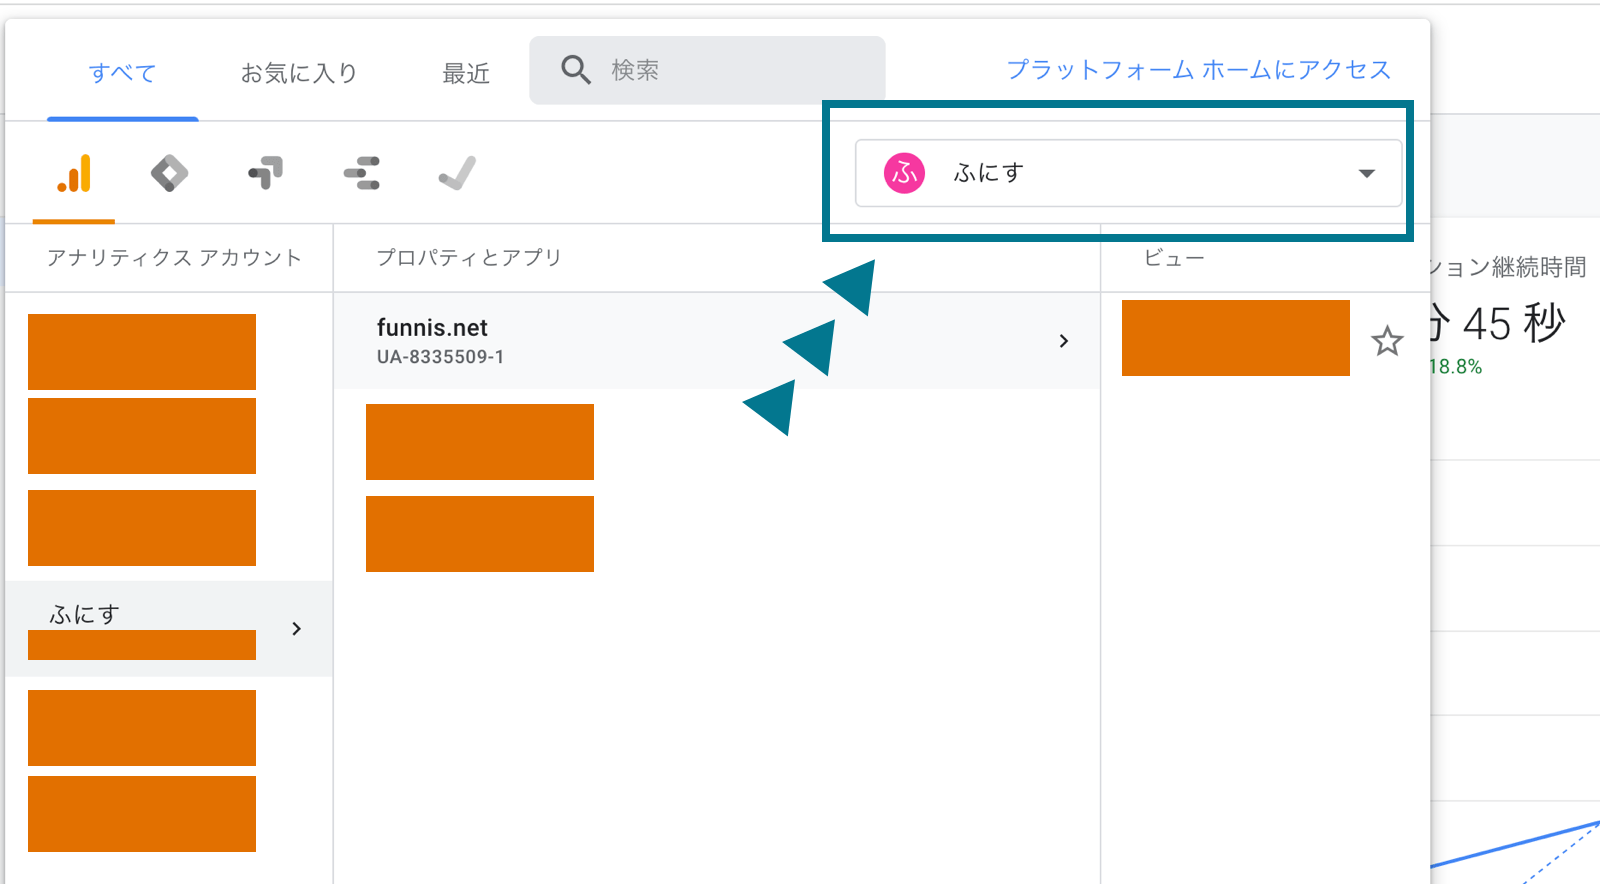 すべて
お気に入り
最近
検索
プラットフォーム ホームにアクセス
ふ
ふにす
アナリティクス アカウント
プロパティとアプリ
ビュー
funnis.net
UA-8335509-1
ふにす
ション継続時間
分 45 秒
18.8%